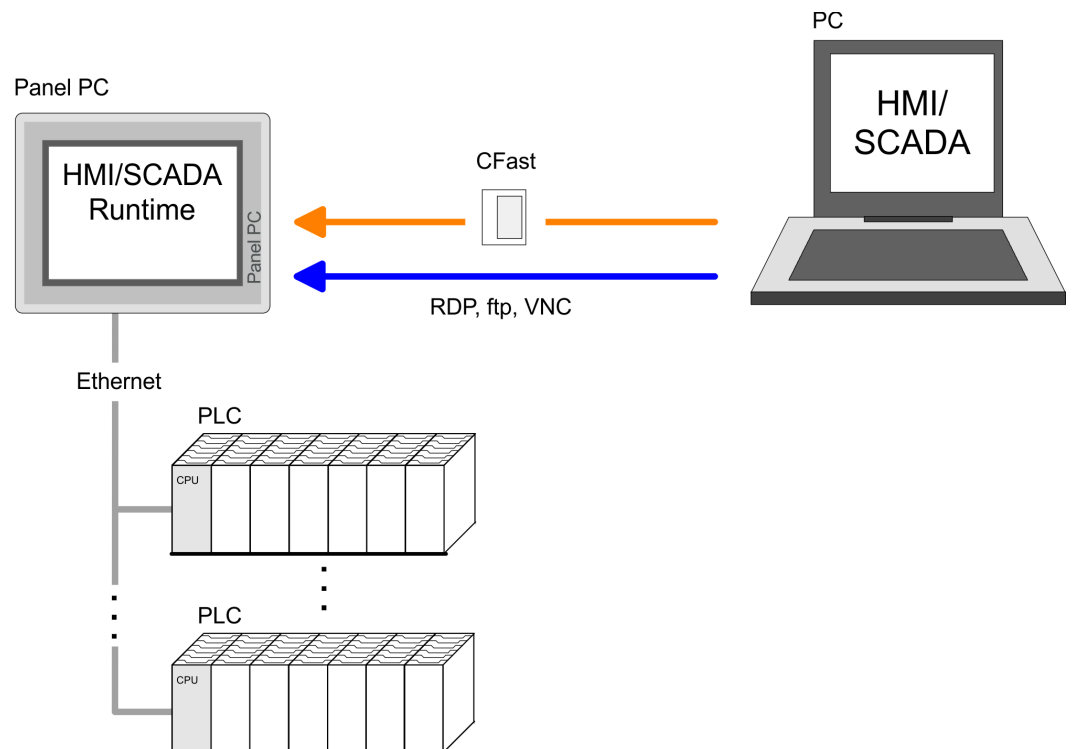 PC
Panel PC
HMI/SCADA
Runtime
Panel PC
CFast
HMI/
SCADA
RDP, ftp, VNC
Ethernet
PLC
CPU
PLC
CPU